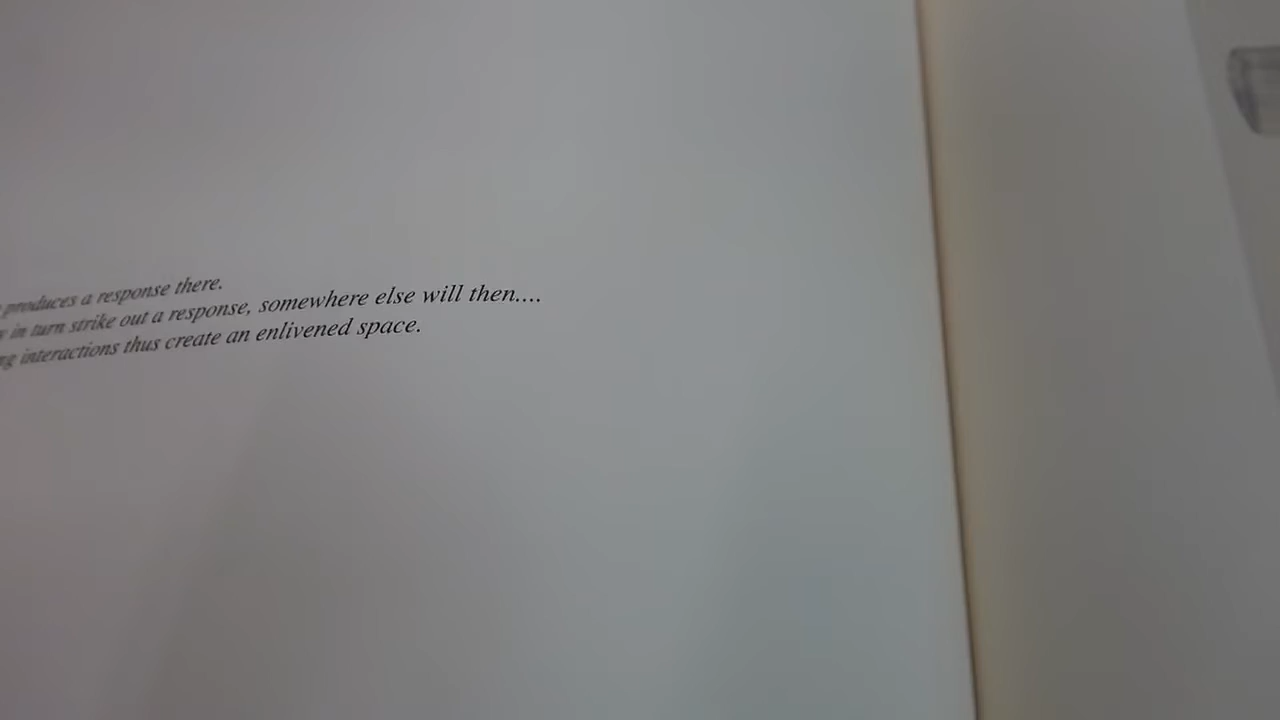 produces a response there.
in turn strike out a response, somewhere else will then....
interactions thus create an enlivened space.